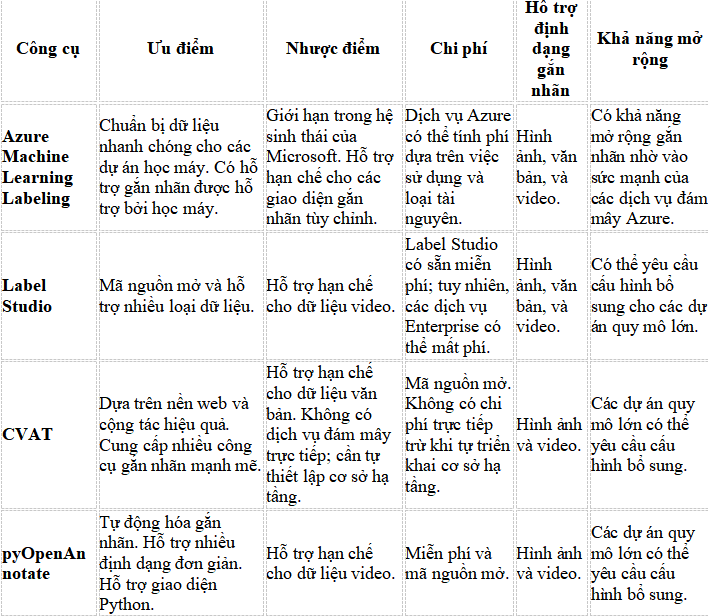 Công cụ
Ưu điểm
Nhược điểm
Chi phí
Hỗ trợ
định
dạng
gắn
nhãn
Khả năng mở
rộng
Azure
Machine
Learning
Labeling
Chuẩn bị dữ liệu
nhanh chóng cho các
dự án học máy. Có hỗ
trợ gắn nhãn được hỗ
trợ bởi học máy.
Giới hạn trong hệ
sinh thái của
Microsoft. Hỗ trợ
hạn chế cho các
giao diện gắn
nhãn tùy chỉnh.
Dịch vụ Azure
có thể tính phí
dựa trên việc
sử dụng và
loại tài
nguyên.
Hình
ảnh, văn
bản, và
video.
Có khả năng
mở rộng gắn
nhãn nhờ vào
sức mạnh của
các dịch vụ đám
mây Azure.
Label
Studio
Mã nguồn mở và hỗ
trợ nhiều loại dữ liệu.
Hỗ trợ hạn chế
cho dữ liệu video.
Label Studio
có sẵn miễn
phí; tuy nhiên,
các dịch vụ
Enterprise có
thể mất phí.
Hình
ảnh, văn
bản, và
video.
Có thể yêu cầu
cấu hình bổ
sung cho các dự
án quy mô lớn.
CVAT
Dựa trên nền web và
cộng tác hiệu quả.
Cung cấp nhiều công
cụ gắn nhãn mạnh mẽ.
Hỗ trợ hạn chế
cho dữ liệu văn
bản. Không có
dịch vụ đám mây
trực tiếp; cần tự
thiết lập cơ sở hạ
tầng.
Mã nguồn mở.
Không có chi
phí trực tiếp
trừ khi tự triển
khai cơ sở hạ
tầng.
Hình ảnh
và video.
Các dự án quy
mô lớn có thể
yêu cầu cấu
hình bổ sung.
pyOpenAn
notate
Tự động hóa gắn
nhãn. Hỗ trợ nhiều
định dạng đơn giản.
Hỗ trợ giao diện
Python.
Hỗ trợ hạn chế
cho dữ liệu video.
Miễn phí và
mã nguồn mở.
Hình ảnh
và video.
Các dự án quy
mô lớn có thể
yêu cầu cấu
hình bổ sung.